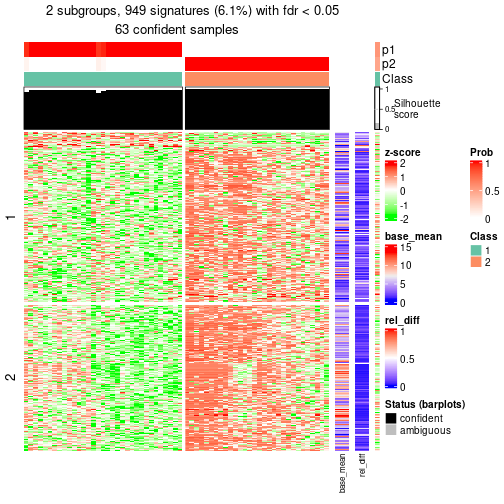 2 subgroups, 949 signatures (6.1%) with fdr < 0.05
63 confident samples
p1
p2
Class
1
0.5
0
Silhouette
score
1
2
z-score
2
1
0
-1
-2
Prob
1
0.5
0
base_mean
15
10
5
0
Class
1
2
rel_diff
1
0.5
0
Status (barplots)
confident
ambiguous
base_mean
rel_diff